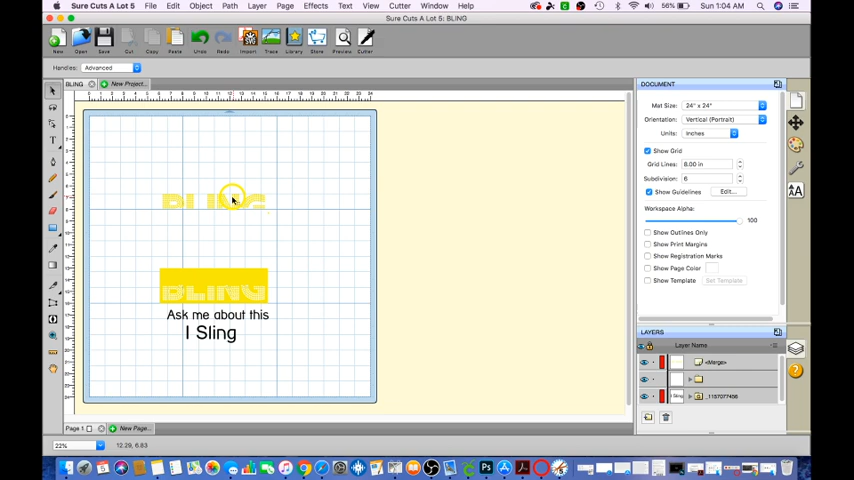 Sure Cuts A Lot 5 File Edit Object Path Layer Page Effects Text View Cutter Window Help 56% Sun 1:04 AM
Sure Cuts A Lot 5: BLING
New Open Save Cut Copy Undo Redo Import Trace Library Store Preview Cutter
Handles: Advanced
BLING New Project...
DOCUMENT
Mat Size: 24" x 24"
Orientation: Vertical (Portrait)
Units: Inches
Show Grid
Grid Lines: 8.00 in
Subdivision: 6
Show Guidelines Edit...
Workspace Alpha:
100
Show Outlines Only
Show Print Margins
Show Registration Marks
Show Page Color
Show Template Set Template
BLING
BLING
Ask me about this
I Sling
LAYERS
Layer Name
<Merge>
I Sling _1157077456
Page 1 New Page...
22% 12.29, 6.83